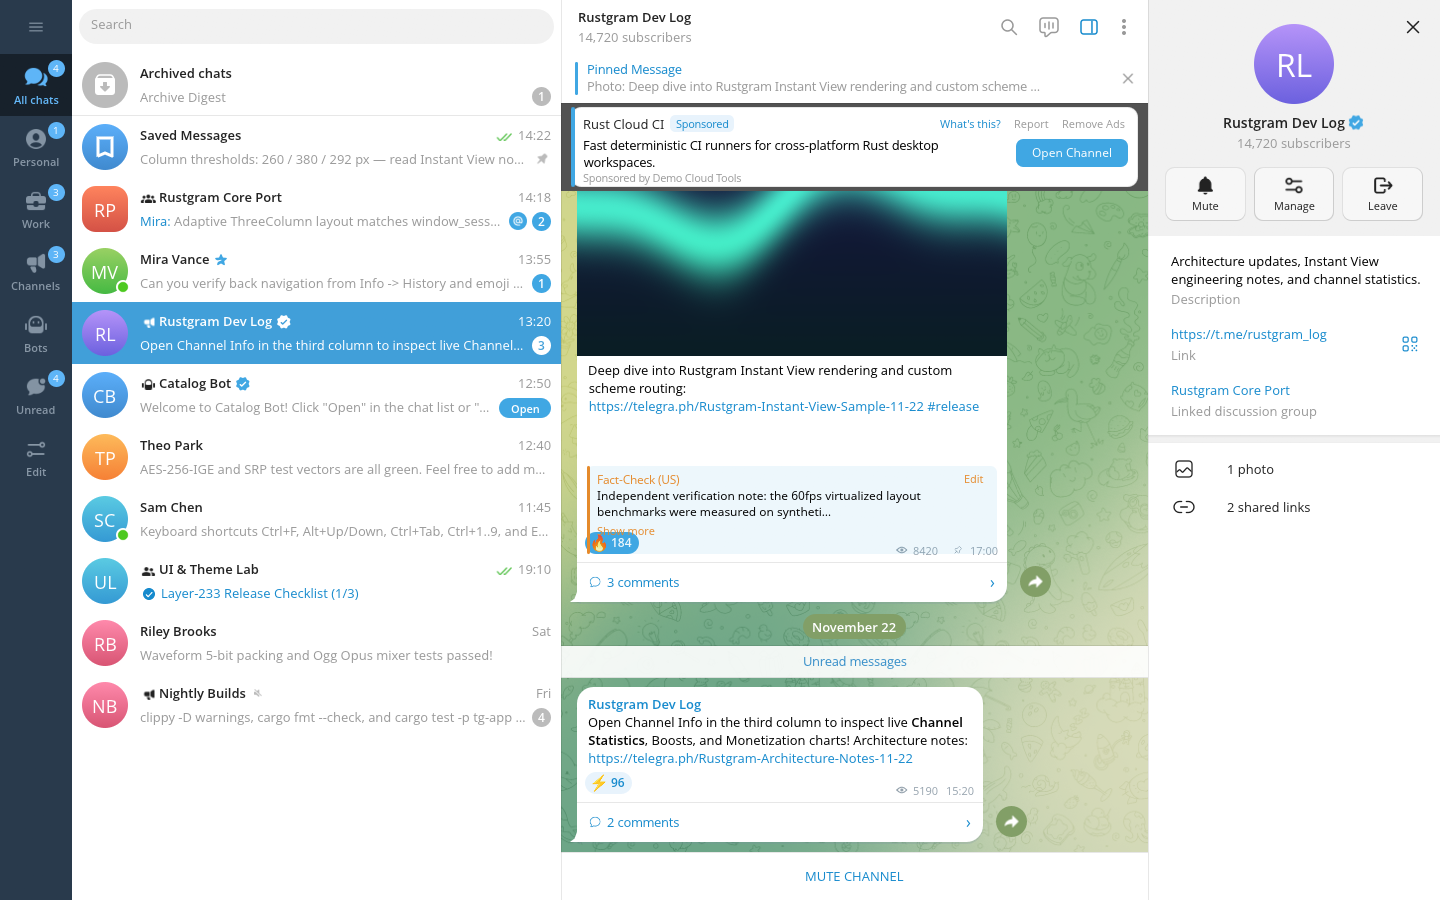 4
All chats
1
Personal
3
Work
3
Channels
Bots
4
Unread
Edit
Search
Archived chats
Archive Digest
1
Saved Messages
14:22
Column thresholds: 260 / 380 / 292 px — read Instant View no...
RP
Rustgram Core Port
14:18
Mira: Adaptive ThreeColumn layout matches window_sess...
@
2
MV
Mira Vance
13:55
Can you verify back navigation from Info -> History and emoji ...
1
RL
Rustgram Dev Log
13:20
Open Channel Info in the third column to inspect live Channel...
3
CB
Catalog Bot
12:50
Welcome to Catalog Bot! Click "Open" in the chat list or "...
Open
TP
Theo Park
12:40
AES-256-IGE and SRP test vectors are all green. Feel free to add m...
SC
Sam Chen
11:45
Keyboard shortcuts Ctrl+F, Alt+Up/Down, Ctrl+Tab, Ctrl+1..9, and E...
UL
UI & Theme Lab
19:10
Layer-233 Release Checklist (1/3)
RB
Riley Brooks
Sat
Waveform 5-bit packing and Ogg Opus mixer tests passed!
NB
Nightly Builds
Fri
clippy -D warnings, cargo fmt --check, and cargo test -p tg-app ...
4
Rustgram Dev Log
14,720 subscribers
Pinned Message
Photo: Deep dive into Rustgram Instant View rendering and custom scheme ...
Rust Cloud CI
Sponsored
What's this?
Report
Remove Ads
Fast deterministic CI runners for cross-platform Rust desktop
workspaces.
Sponsored by Demo Cloud Tools
Open Channel
Deep dive into Rustgram Instant View rendering and custom
scheme routing:
https://telegra.ph/Rustgram-Instant-View-Sample-11-22 #release
Fact-Check (US)
Edit
Independent verification note: the 60fps virtualized layout
benchmarks were measured on syntheti...
Show more
184
8420
17:00
3 comments
November 22
Unread messages
Rustgram Dev Log
Open Channel Info in the third column to inspect live Channel
Statistics, Boosts, and Monetization charts! Architecture notes:
https://telegra.ph/Rustgram-Architecture-Notes-11-22
96
5190
15:20
2 comments
MUTE CHANNEL
RL
Rustgram Dev Log
14,720 subscribers
Mute
Manage
Leave
Architecture updates, Instant View
engineering notes, and channel statistics.
Description
https://t.me/rustgram_log
Link
Rustgram Core Port
Linked discussion group
1 photo
2 shared links